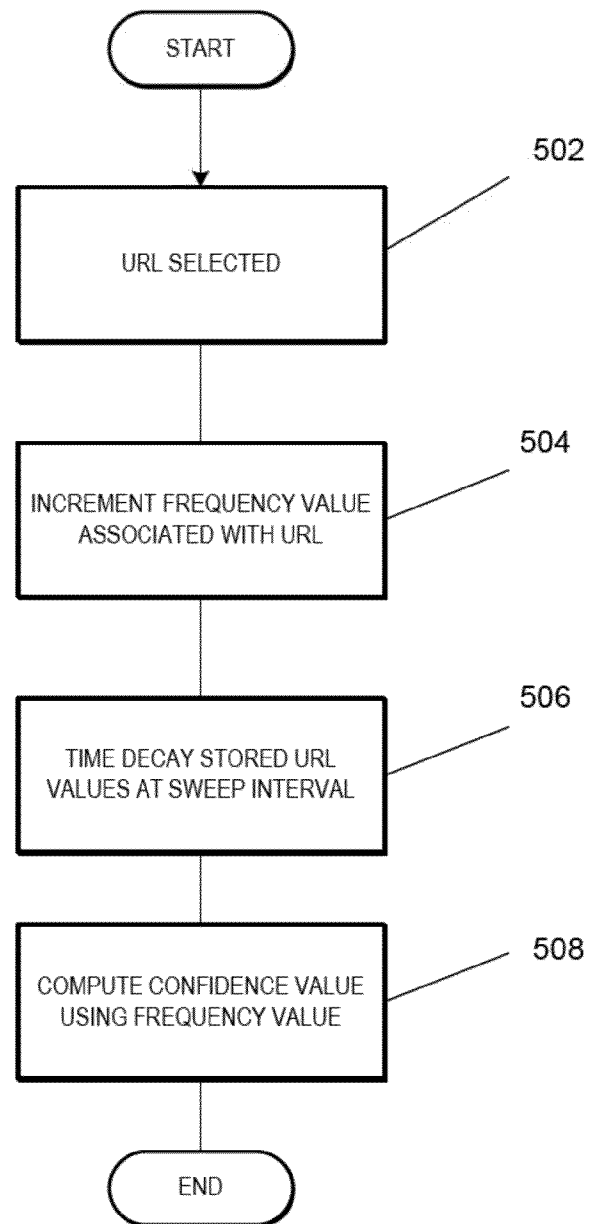 START
502
URL SELECTED
504
INCREMENT FREQUENCY VALUE
ASSOCIATED WITH URL
506
TIME DECAY STORED URL
VALUES AT SWEEP INTERVAL
508
COMPUTE CONFIDENCE VALUE
USING FREQUENCY VALUE
END